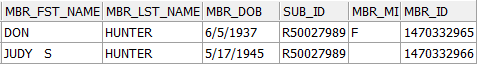 MBR_FST_NAME MBR_LST_NAME MBR_DOB SUB_ID MBR_MI MBR_ID
DON HUNTER 6/5/1937 R50027989 F 1470332965
JUDY S HUNTER 5/17/1945 R50027989 1470332966